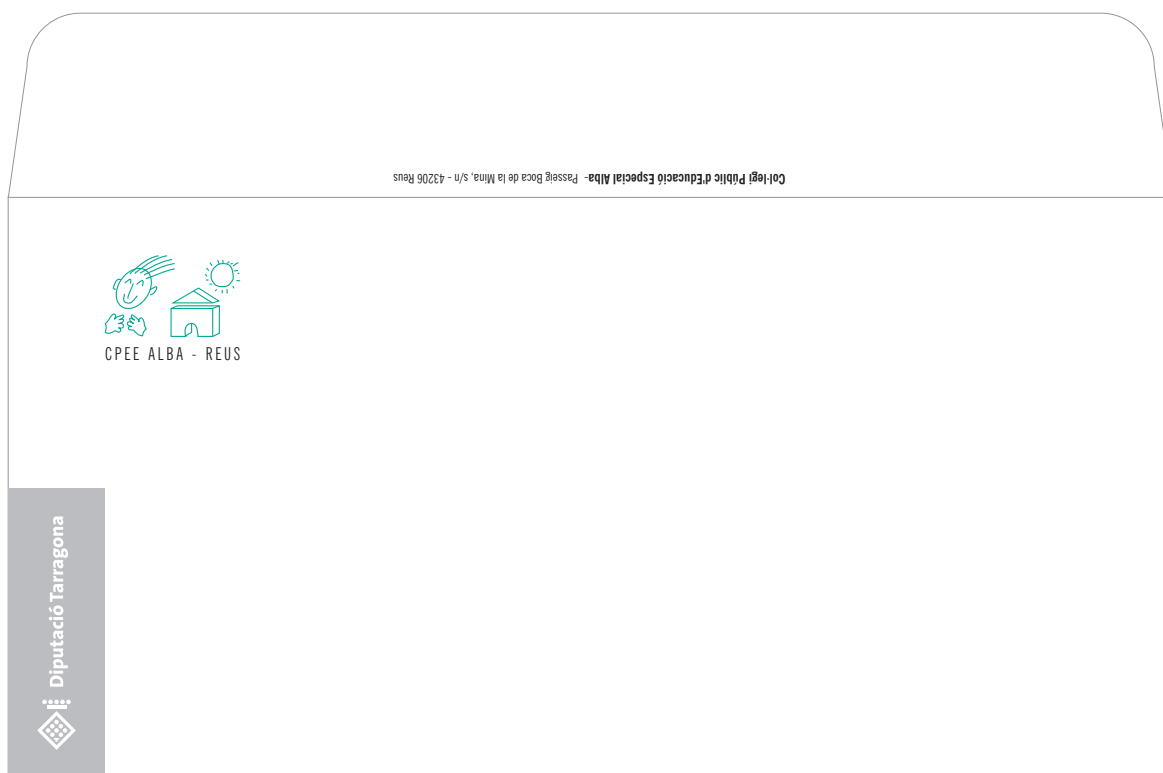 Col·legi Públic d'Educació Especial Alba- Passeig Boca de la Mina, s/n - 43206 Reus
CPEE ALBA - REUS
Diputació Tarragona